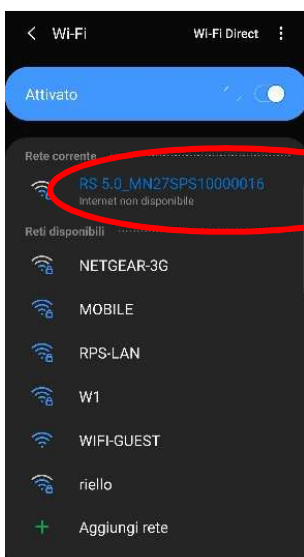 Wi-Fi
Wi-Fi Direct
Attivato
Rete corrente
RS 5.0_MN27SPS10000016
Internet non disponibile
Reti disponibili
NETGEAR-3G
MOBILE
RPS-LAN
W1
WIFI-GUEST
riello
Aggiungi rete